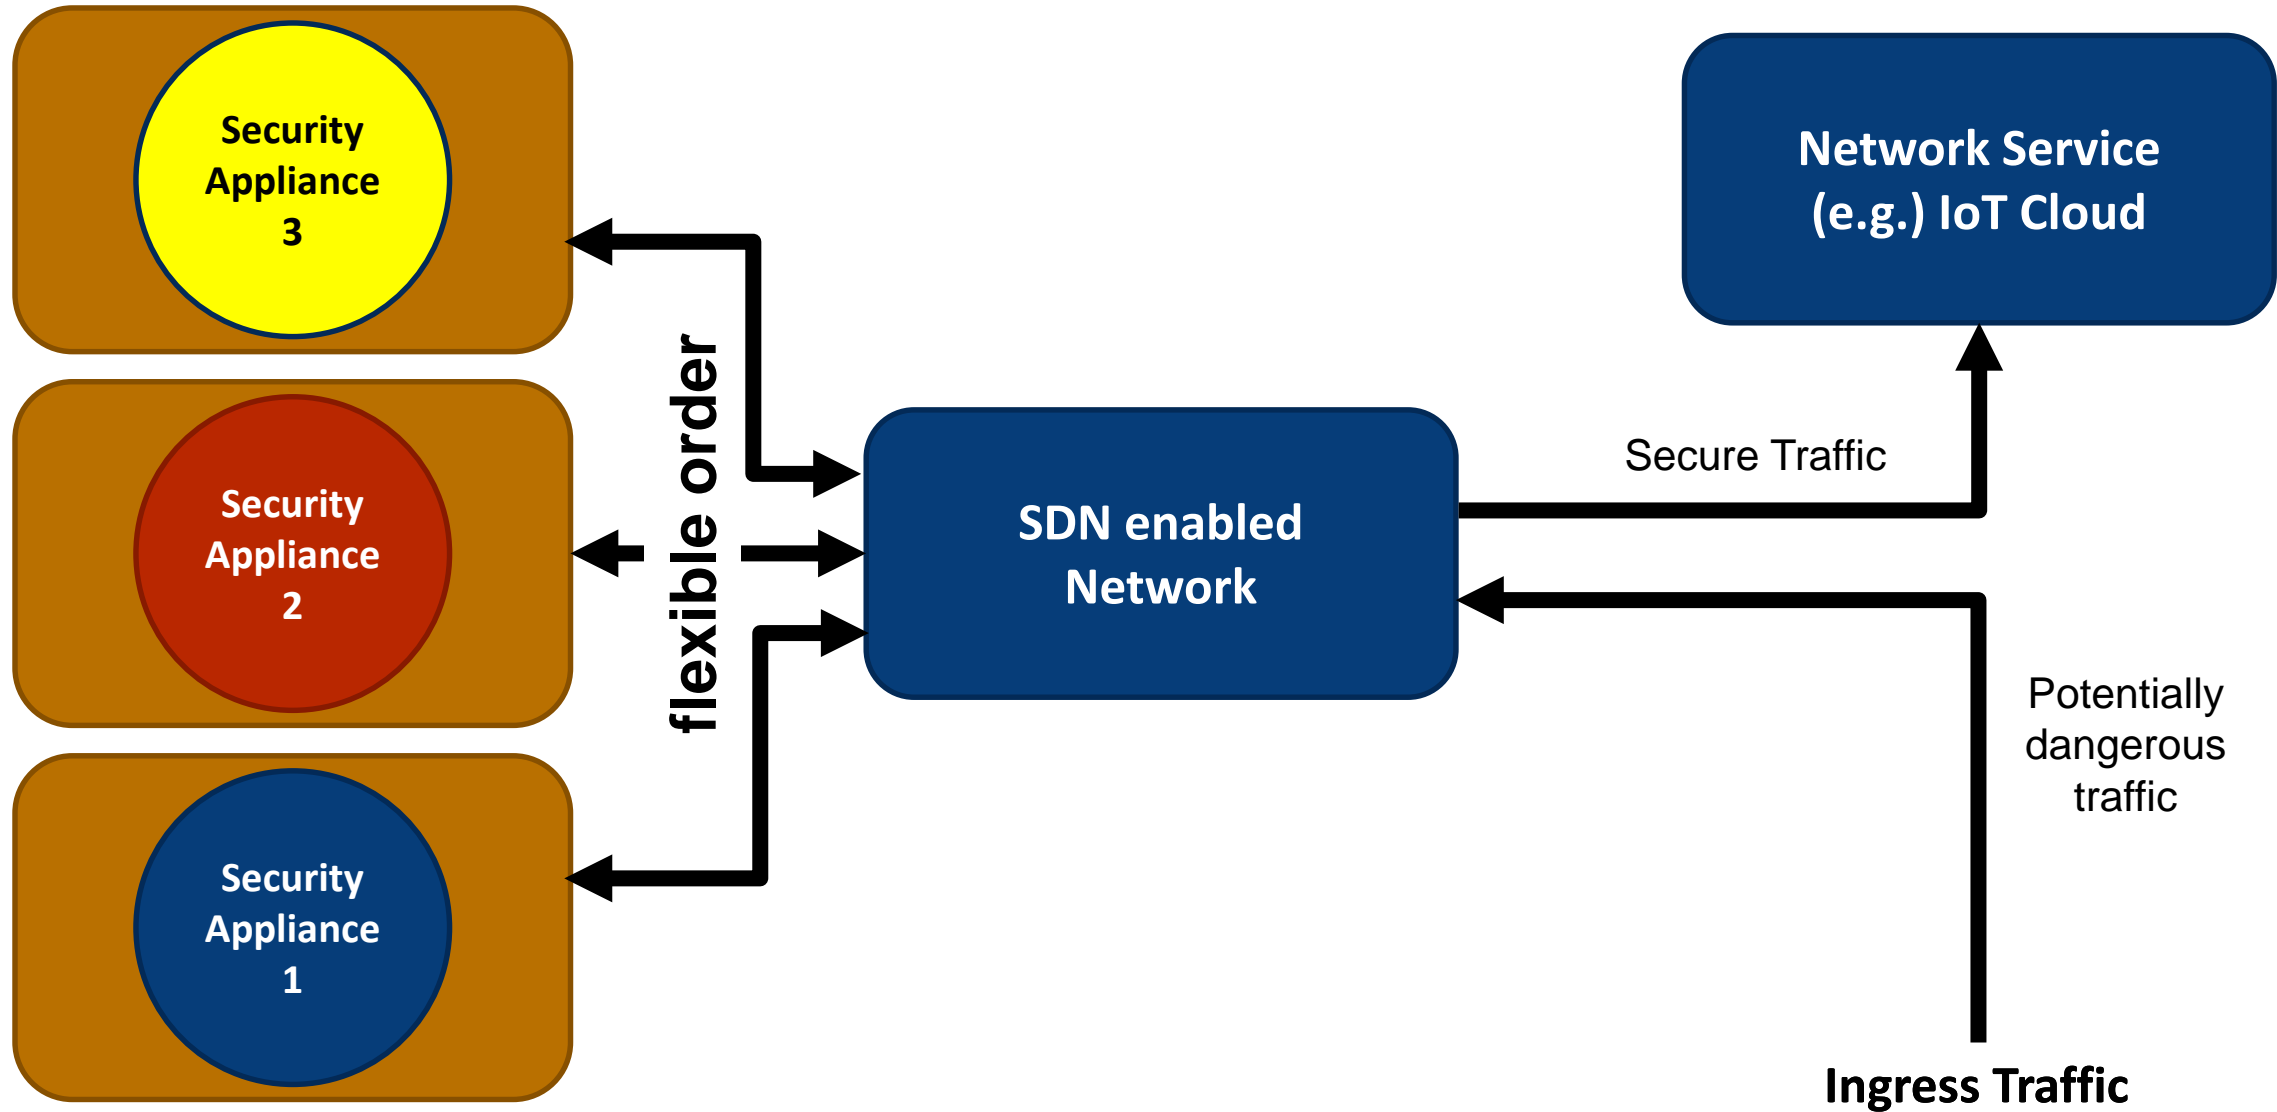 Security
Appliance
3
Network Service
(e.g.) IoT Cloud
flexible order
Secure Traffic
Security
Appliance
2
SDN enabled
Network
Potentially
dangerous
traffic
Security
Appliance
1
Ingress Traffic